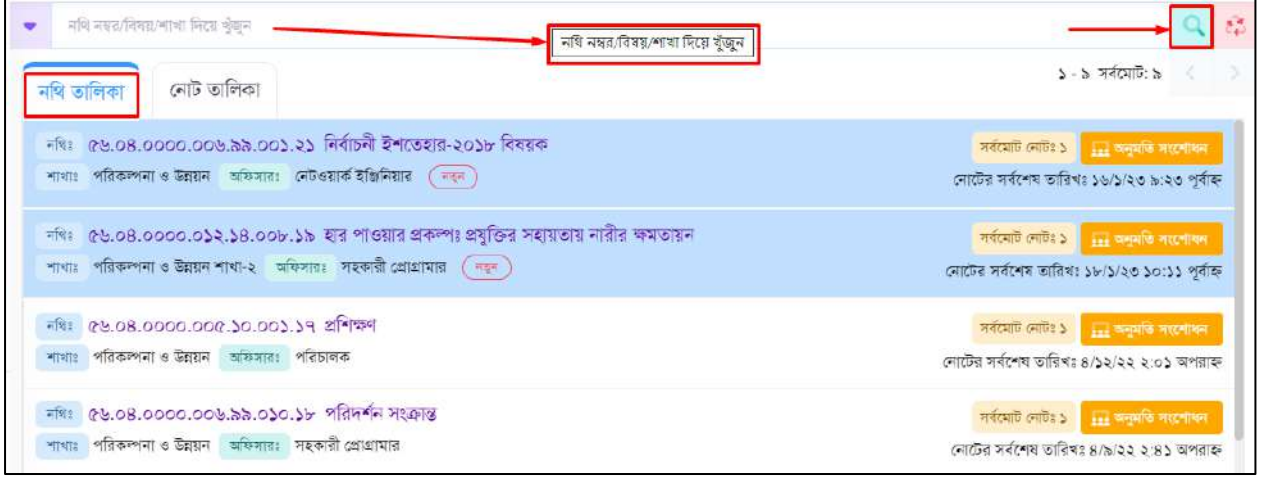 নথি নম্বর/বিষয়/শাখা দিয়ে খুঁজুন
নথি নম্বর/বিষয়/শাখা দিয়ে খুঁজুন
নথি তালিকা নোট তালিকা ১ - ৯ সর্বমোট: ৯
নথিঃ ৫৬.০৪.০০০০.০০৬.৯৯.০০১.২১ নির্বাচনী ইশতেহার-২০১৮ বিষয়ক সর্বমোট নোটঃ ১ অনুমতি সংশোধন
শাখাঃ পরিকল্পনা ও উন্নয়ন অফিসারঃ নেটওয়ার্ক ইঞ্জিনিয়ার নতুন নোটের সর্বশেষ তারিখঃ ১৬/১/২৩ ৯:২৩ পূর্বাহ্ন
নথিঃ ৫৬.০৪.০০০০.০১২.১৪.০০৮.১৯ হার পাওয়ার প্রকল্পঃ প্রযুক্তির সহায়তায় নারীর ক্ষমতায়ন সর্বমোট নোটঃ ১ অনুমতি সংশোধন
শাখাঃ পরিকল্পনা ও উন্নয়ন শাখা-২ অফিসারঃ সহকারী প্রোগ্রামার নতুন নোটের সর্বশেষ তারিখঃ ১৮/১/২৩ ১০:১১ পূর্বাহ্ন
নথিঃ ৫৬.০৪.০০০০.০০৫.১০.০০১.১৭ প্রশিক্ষণ সর্বমোট নোটঃ ১ অনুমতি সংশোধন
শাখাঃ পরিকল্পনা ও উন্নয়ন অফিসারঃ পরিচালক নোটের সর্বশেষ তারিখঃ ৪/১২/২২ ২:০১ অপরাহ্ন
নথিঃ ৫৬.০৪.০০০০.০০৬.৯৯.০১০.১৮ পরিদর্শন সংক্রান্ত সর্বমোট নোটঃ ১ অনুমতি সংশোধন
শাখাঃ পরিকল্পনা ও উন্নয়ন অফিসারঃ সহকারী প্রোগ্রামার নোটের সর্বশেষ তারিখঃ ৪/৯/২২ ২:৪১ অপরাহ্ন